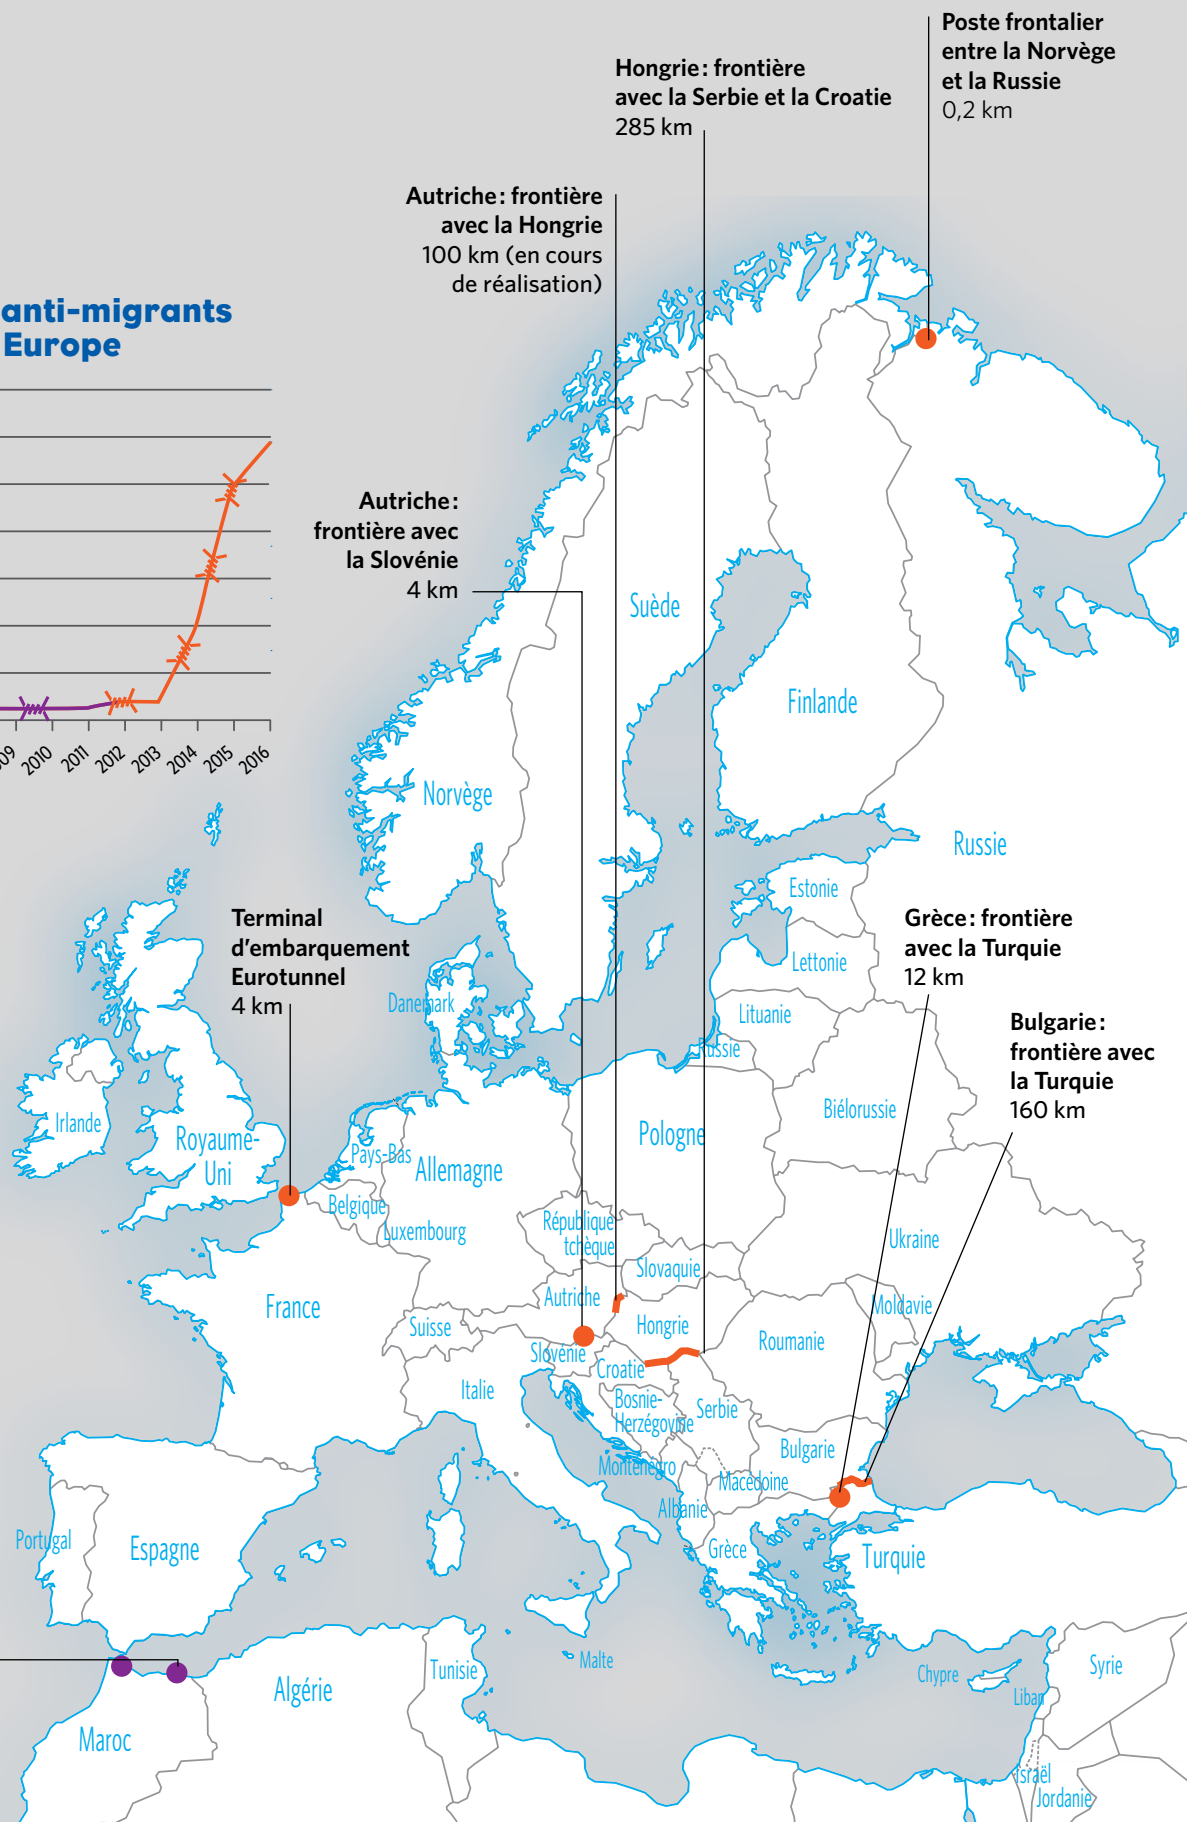 Poste frontalier
entre la Norvège
et la Russie
0,2 km
Hongrie : frontière
avec la Serbie et la Croatie
285 km
Autriche : frontière
avec la Hongrie
100 km (en cours
de réalisation)
anti-migrants
Europe
Autriche :
frontière avec
la Slovénie
4 km
09
2010
2011
2012
2013
2014
2015
2016
Suède
Finlande
Norvège
Russie
Estonie
Terminal
d'embarquement
Eurotunnel
4 km
Grèce : frontière
avec la Turquie
12 km
Lettonie
Danemark
Lituanie
Bulgarie :
frontière avec
la Turquie
160 km
Russie
Irlande
Royaume-
Uni
Biélorussie
Pologne
Pays-Bas
Allemagne
Belgique
Luxembourg
République
tchèque
Ukraine
Slovaquie
France
Autriche
Moldavie
Suisse
Hongrie
Roumanie
Slovénie
Croatie
Italie
Bosnie-
Herzégovine
Serbie
Bulgarie
Monténégro
Macédoine
Albanie
Portugal
Espagne
Grèce
Turquie
Malte
Tunisie
Algérie
Chypre
Syrie
Liban
Maroc
Israël
Jordanie